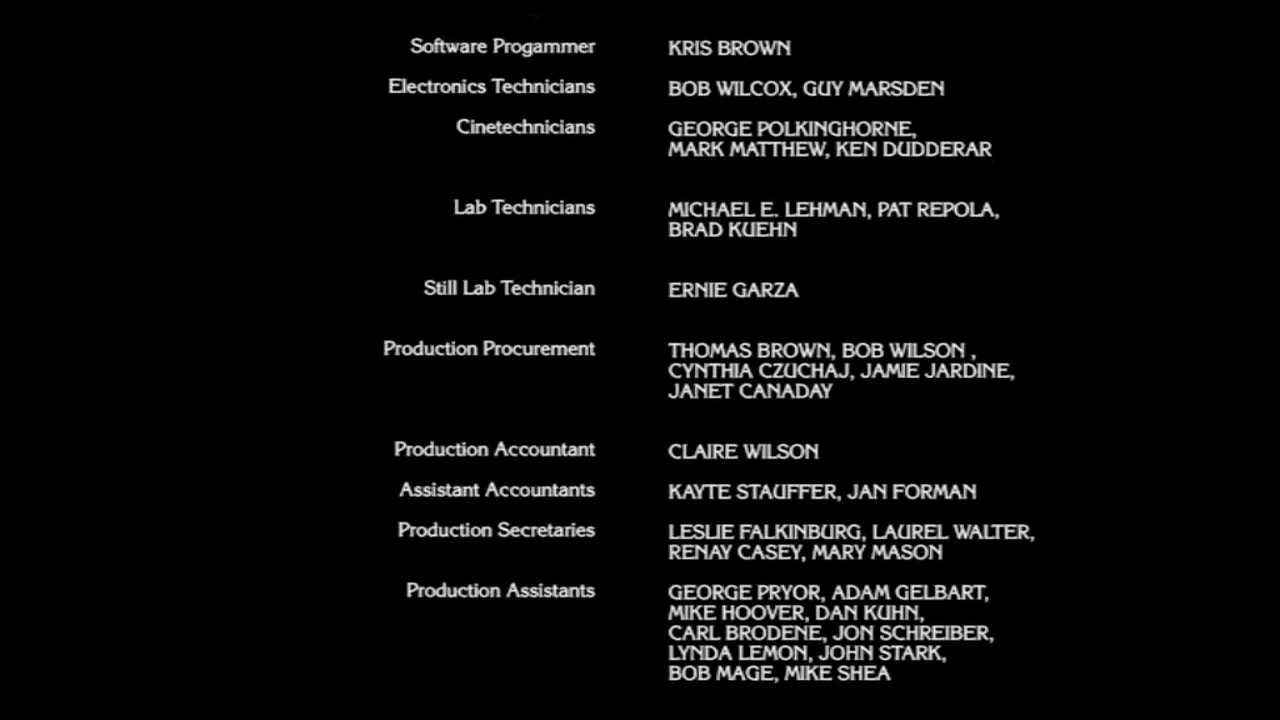 Software Progammer KRIS BROWN
Electronics Technicians BOB WILCOX, GUY MARSDEN
Cinetechnicians GEORGE POLKINGHORNE,
MARK MATTHEW, KEN DUDDERAR
Lab Technicians MICHAEL E. LEHMAN, PAT REPOLA,
BRAD KUEHN
Still Lab Technician ERNIE GARZA
Production Procurement THOMAS BROWN, BOB WILSON ,
CYNTHIA CZUCHAJ, JAMIE JARDINE,
JANET CANADAY
Production Accountant CLAIRE WILSON
Assistant Accountants KAYTE STAUFFER, JAN FORMAN
Production Secretaries LESLIE FALKINBURG, LAUREL WALTER,
RENAY CASEY, MARY MASON
Production Assistants GEORGE PRYOR, ADAM GELBART,
MIKE HOOVER, DAN KUHN,
CARL BRODENE, JON SCHREIBER,
LYNDA LEMON, JOHN STARK,
BOB MAGE, MIKE SHEA